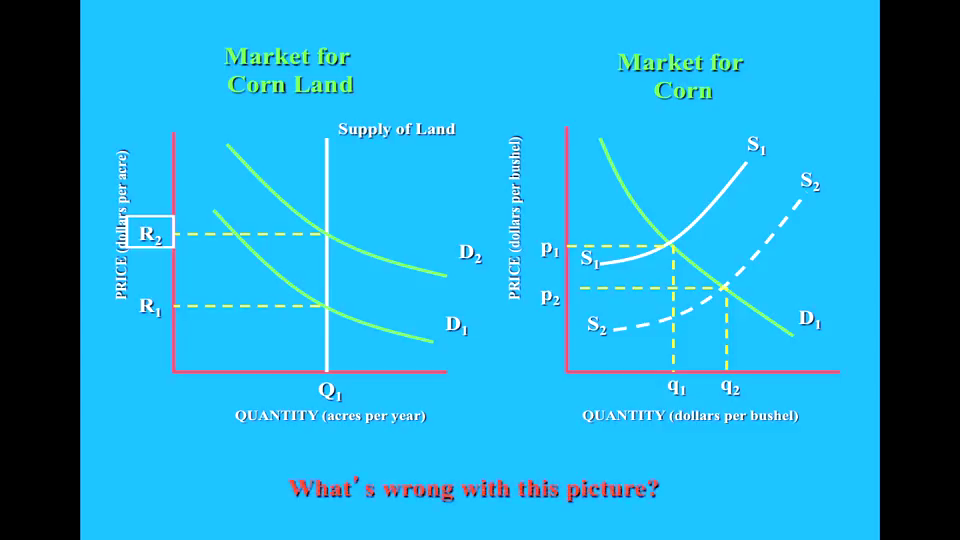 Market for
Corn Land
PRICE (dollars per acre)
Supply of Land
R₂
R₁
D₂
D₁
Q₁
QUANTITY (acres per year)
Market for
Corn
PRICE (dollars per bushel)
S₁
S₂
p₁
S₁
p₂
S₂
D₁
q₁
q₂
QUANTITY (dollars per bushel)
What's wrong with this picture?